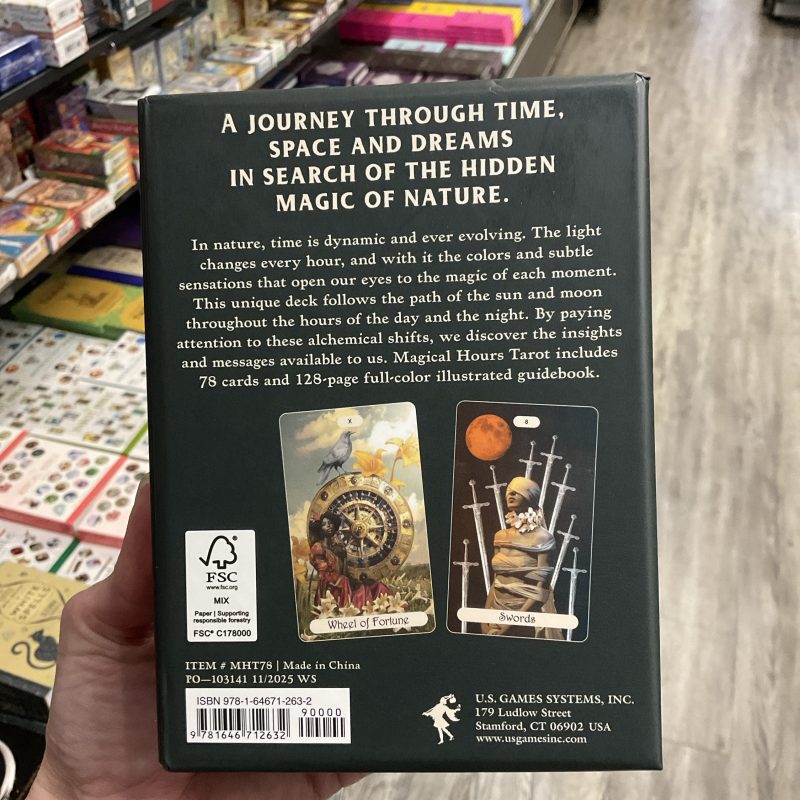 A JOURNEY THROUGH TIME,
SPACE AND DREAMS
IN SEARCH OF THE HIDDEN
MAGIC OF NATURE.
In nature, time is dynamic and ever evolving. The light
changes every hour, and with it the colors and subtle
sensations that open our eyes to the magic of each moment.
This unique deck follows the path of the sun and moon
throughout the hours of the day and the night. By paying
attention to these alchemical shifts, we discover the insights
and messages available to us. Magical Hours Tarot includes
78 cards and 128-page full-color illustrated guidebook.
X
Wheel of Fortune
8
Swords
FSC
www.fsc.org
MIX
Paper | Supporting
responsible forestry
FSC® C178000
ITEM # MHT78 | Made in China
PO—103141 11/2025 WS
ISBN 978-1-64671-263-2
90000
9 781646 712632
U.S. GAMES SYSTEMS, INC.
179 Ludlow Street
Stamford, CT 06902 USA
www.usgamesinc.com
WHITE
SPELLS